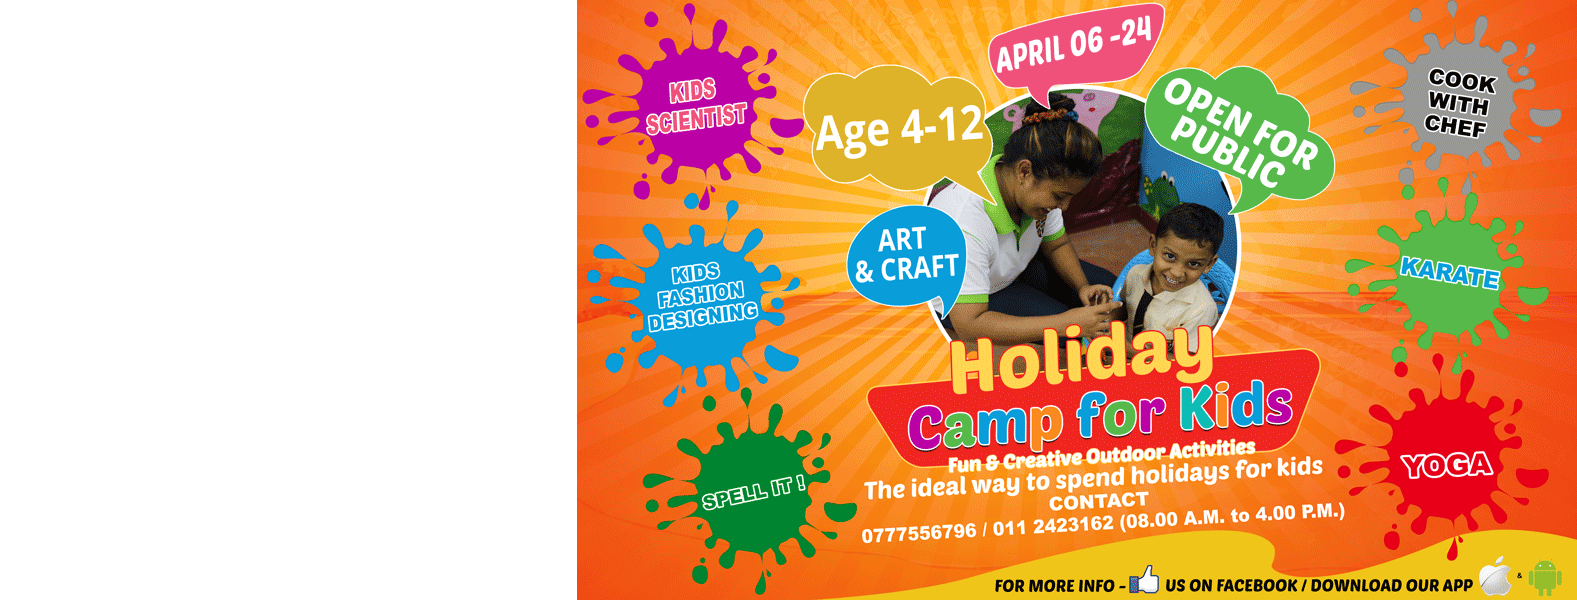 KIDS
SCIENTIST
APRIL 06 -24
Age 4-12
OPEN FOR
PUBLIC
COOK
WITH
CHEF
ART
& CRAFT
KIDS
FASHION
DESIGNING
KARATE
Holiday
Camp for Kids
Fun & Creative Outdoor Activities
The ideal way to spend holidays for kids
CONTACT
0777556796 / 011 2423162 (08.00 A.M. to 4.00 P.M.)
SPELL IT !
YOGA
FOR MORE INFO - US ON FACEBOOK / DOWNLOAD OUR APP &